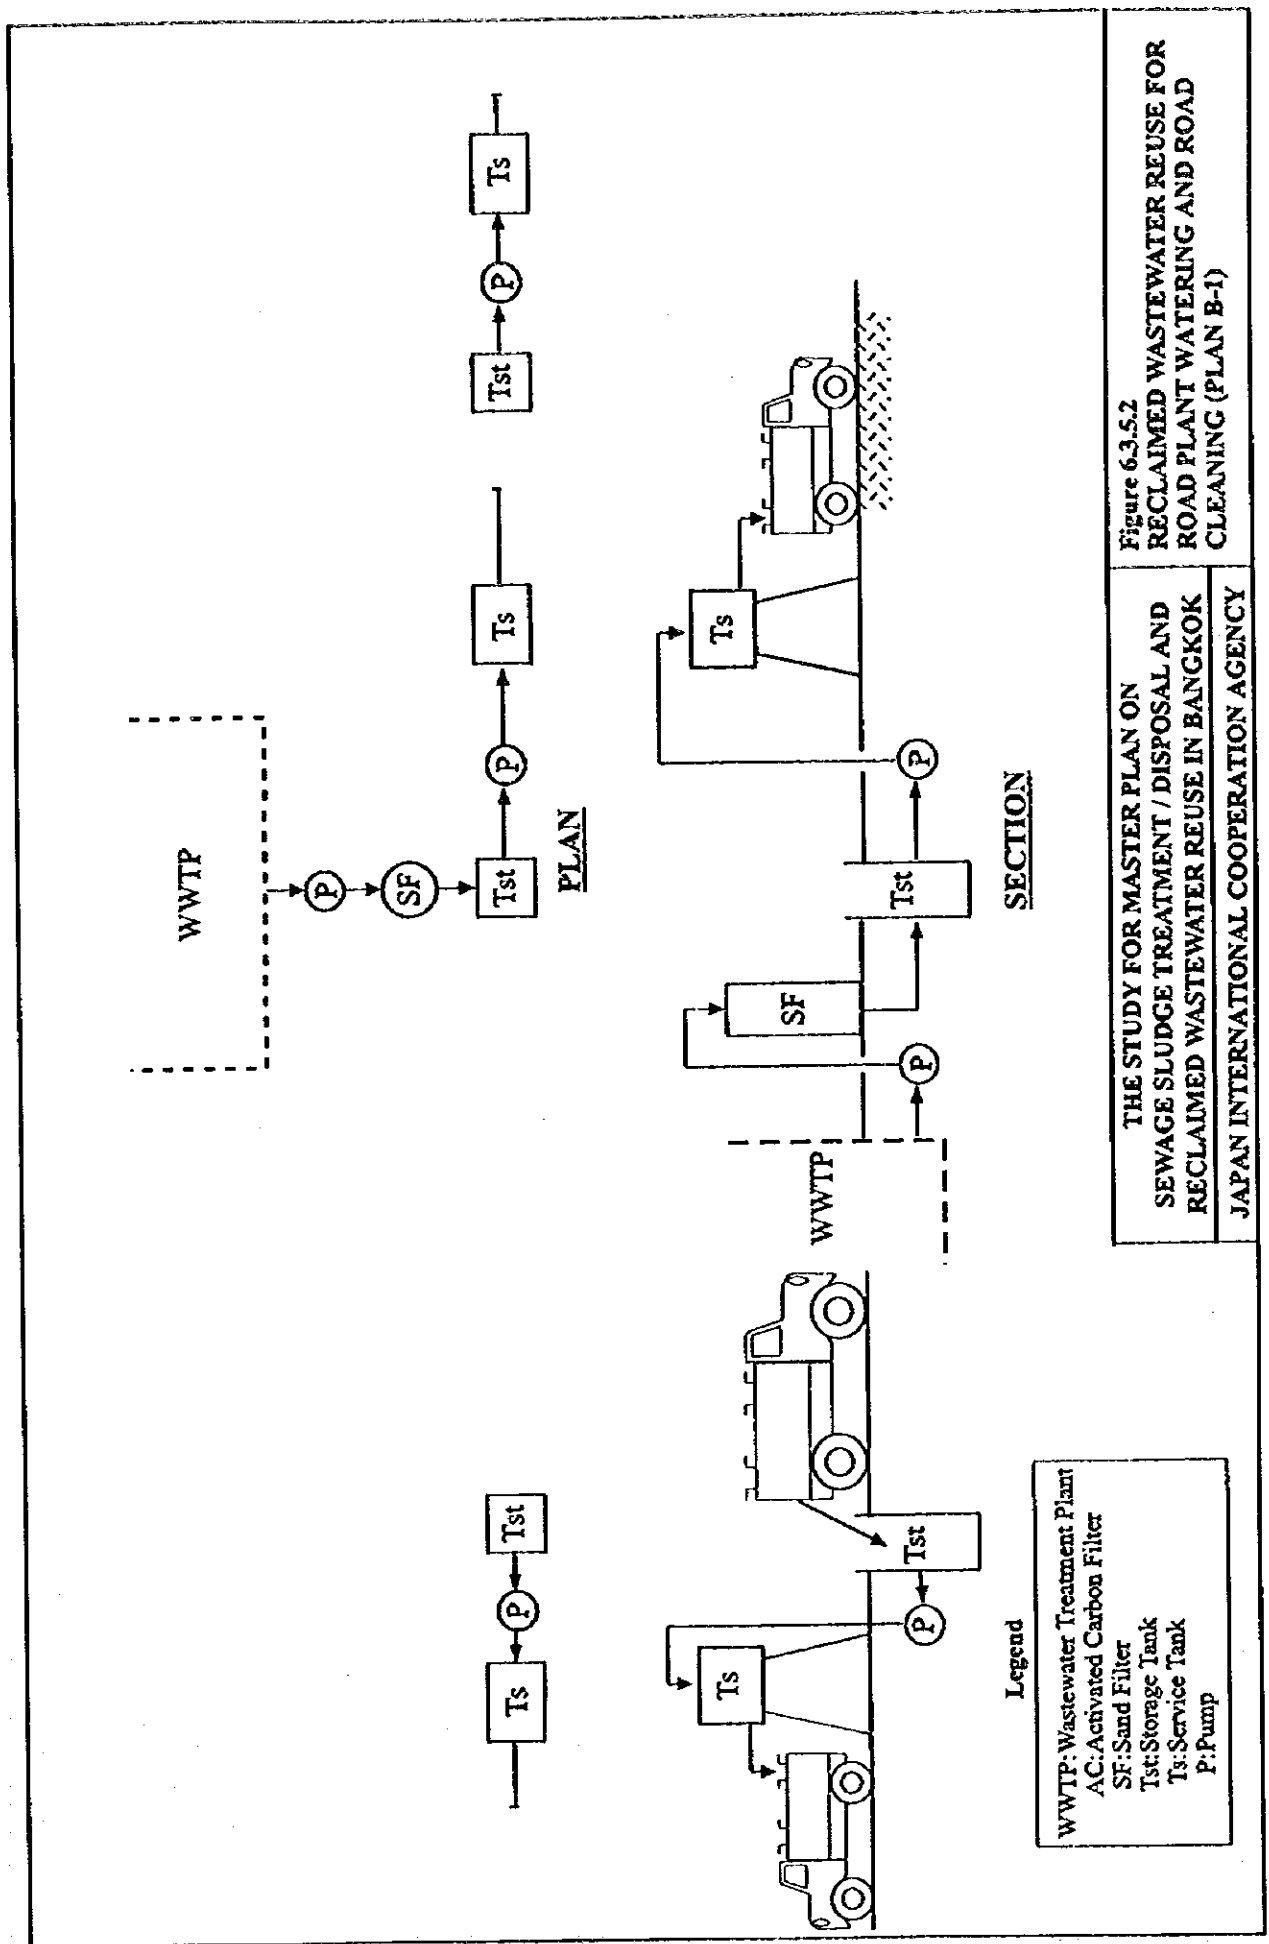 WWTP
P
SF
Tst
P
Ts
Tst
P
Ts
Tst
P
Ts
PLAN
Ts
Tst
P
WWTP
P
SF
Tst
P
Ts
SECTION
Legend
WWTP:Wastewater Treatment Plant
AC:Activated Carbon Filter
SF:Sand Filter
Tst:Storage Tank
Ts:Service Tank
P:Pump
THE STUDY FOR MASTER PLAN ON
SEWAGE SLUDGE TREATMENT / DISPOSAL AND
RECLAIMED WASTEWATER REUSE IN BANGKOK
JAPAN INTERNATIONAL COOPERATION AGENCY
Figure 6.3.5.2
RECLAIMED WASTEWATER REUSE FOR
ROAD PLANT WATERING AND ROAD
CLEANING (PLAN B-1)